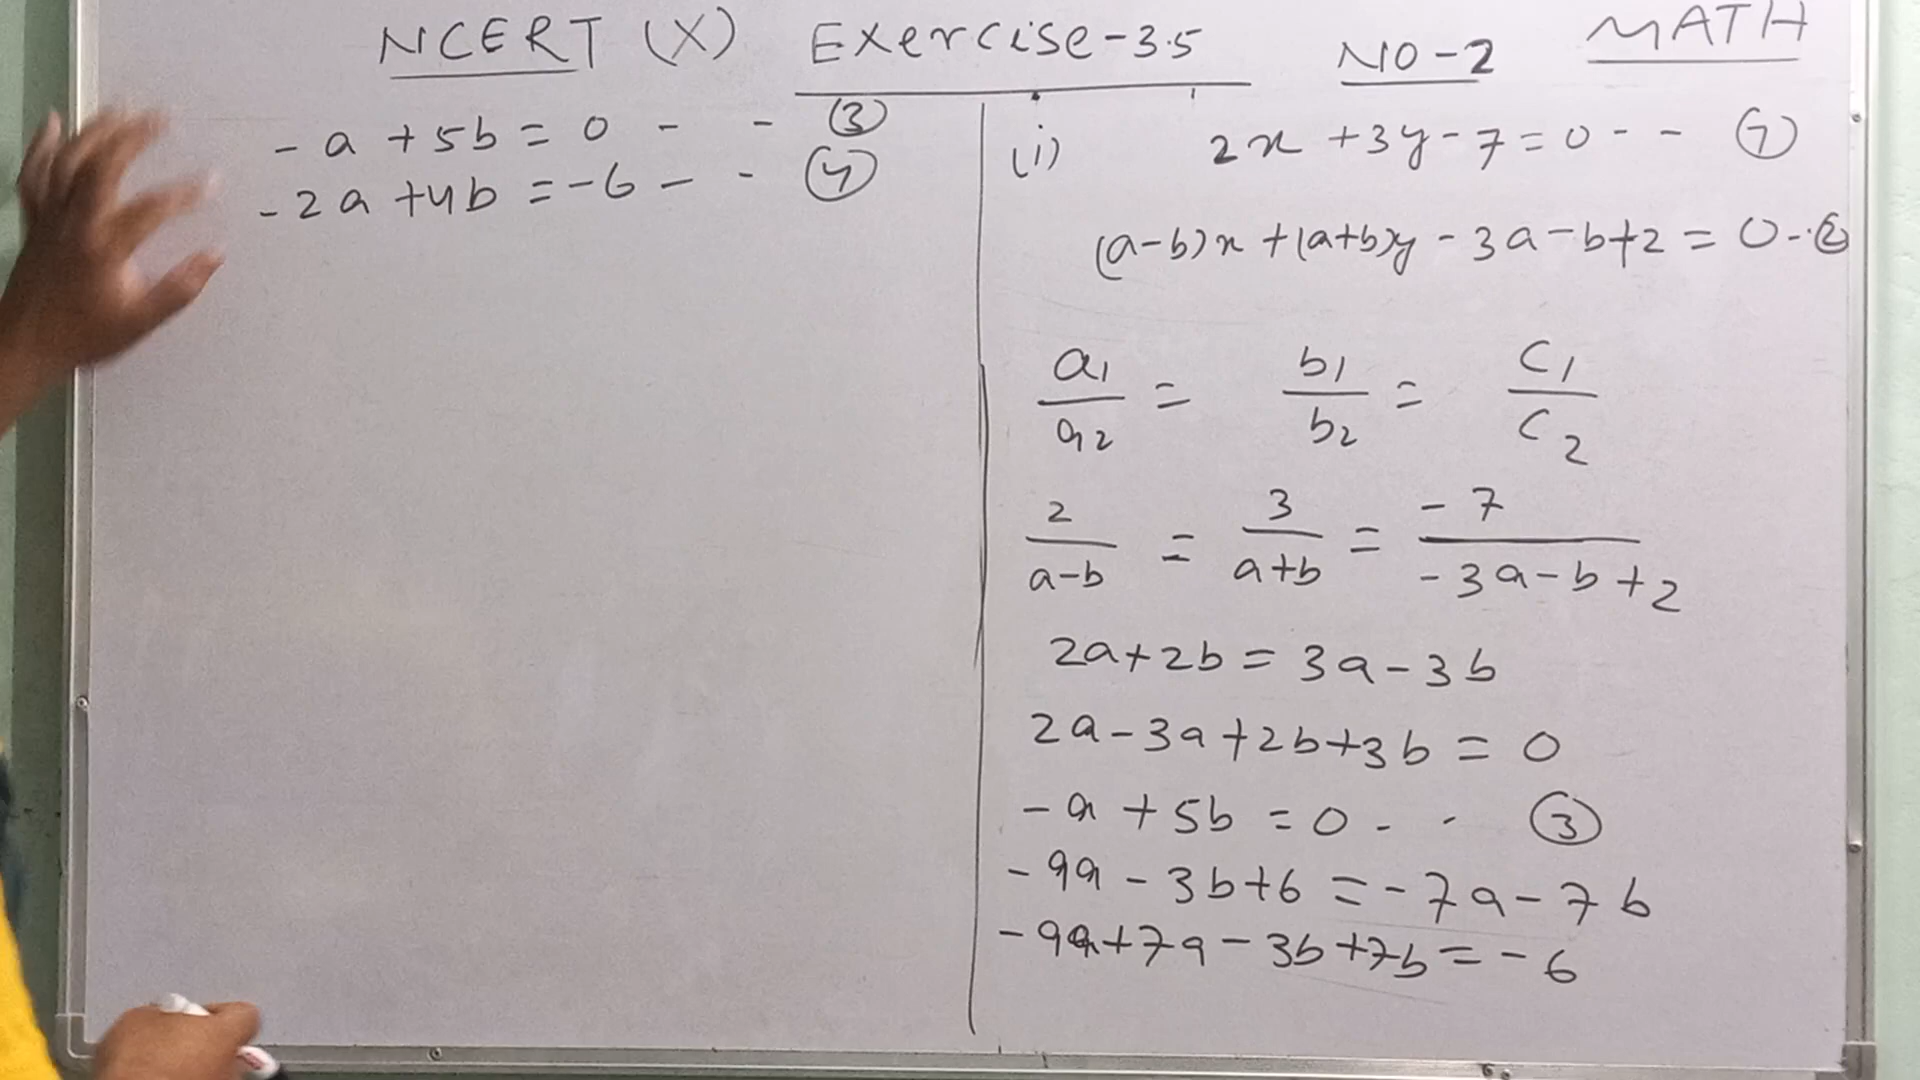 NCERT (X) Exercise-3.5 NO-2 MATH
-a +5b = 0 - - ③
-2a +4b = -6 - - ④
(i) 2x +3y-7=0 - - ①
(a-b)x +(a+b)y - 3a-b+2 = 0-·②
a₁/a₂ = b₁/b₂ = c₁/c₂
2/(a-b) = 3/(a+b) = -7/(-3a-b+2)
2a+2b = 3a-3b
2a-3a+2b+3b = 0
-a +5b = 0 - - ③
-9a - 3b+6 = -7a-7b
-9a+7a-3b+7b = -6